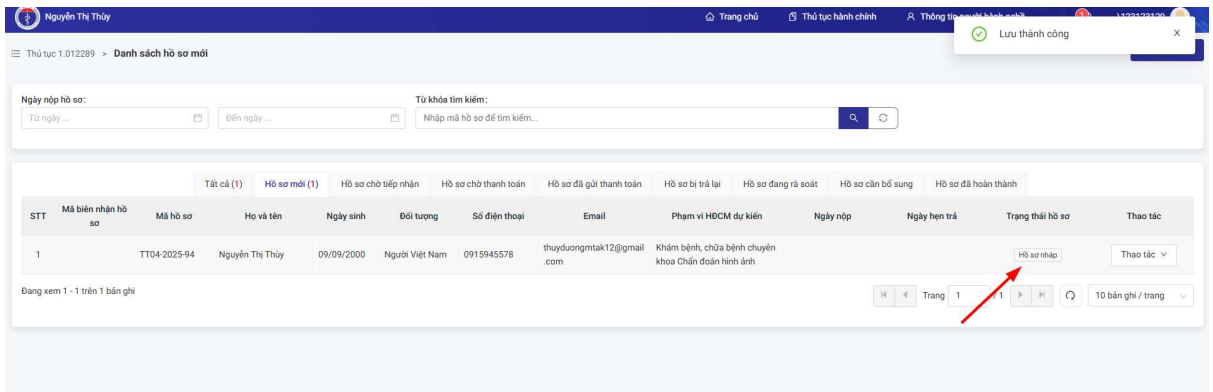 Nguyễn Thị Thùy
Trang chủ
Thủ tục hành chính
Thông tin người hành nghề
1
Lưu thành công
Thủ tục 1.012289 > Danh sách hồ sơ mới
Ngày nộp hồ sơ:
Từ khóa tìm kiếm:
Từ ngày ...
Đến ngày ...
Nhập mã hồ sơ để tìm kiếm...
Tất cả (1)
Hồ sơ mới (1)
Hồ sơ chờ tiếp nhận
Hồ sơ chờ thanh toán
Hồ sơ đã gửi thanh toán
Hồ sơ bị trả lại
Hồ sơ đang rà soát
Hồ sơ cần bổ sung
Hồ sơ đã hoàn thành
STT
Mã biên nhận hồ
sơ
Mã hồ sơ
Họ và tên
Ngày sinh
Đối tượng
Số điện thoại
Email
Phạm vi HĐCM dự kiến
Ngày nộp
Ngày hẹn trả
Trạng thái hồ sơ
Thao tác
1
TT04-2025-94
Nguyễn Thị Thùy
09/09/2000
Người Việt Nam
0915945578
thuyduongmtak12@gmail
.com
Khám bệnh, chữa bệnh chuyên
khoa Chẩn đoán hình ảnh
Hồ sơ nháp
Thao tác
Đang xem 1 - 1 trên 1 bản ghi
Trang 1 / 1
10 bản ghi / trang